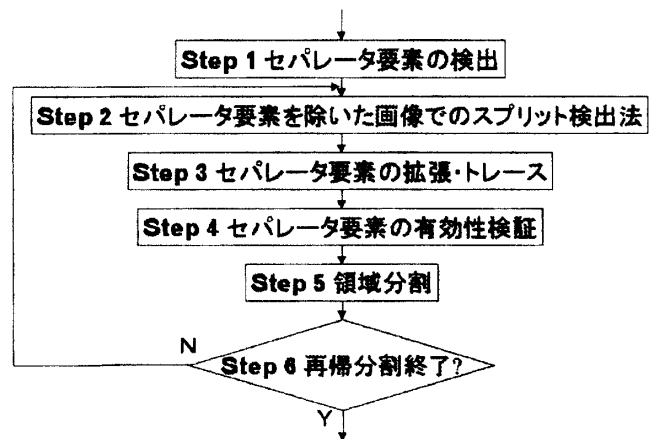 Step 1 セパレータ要素の検出
Step 2 セパレータ要素を除いた画像でのスプリット検出法
Step 3 セパレータ要素の拡張・トレース
Step 4 セパレータ要素の有効性検証
Step 5 領域分割
N
Step 6 再帰分割終了?
Y